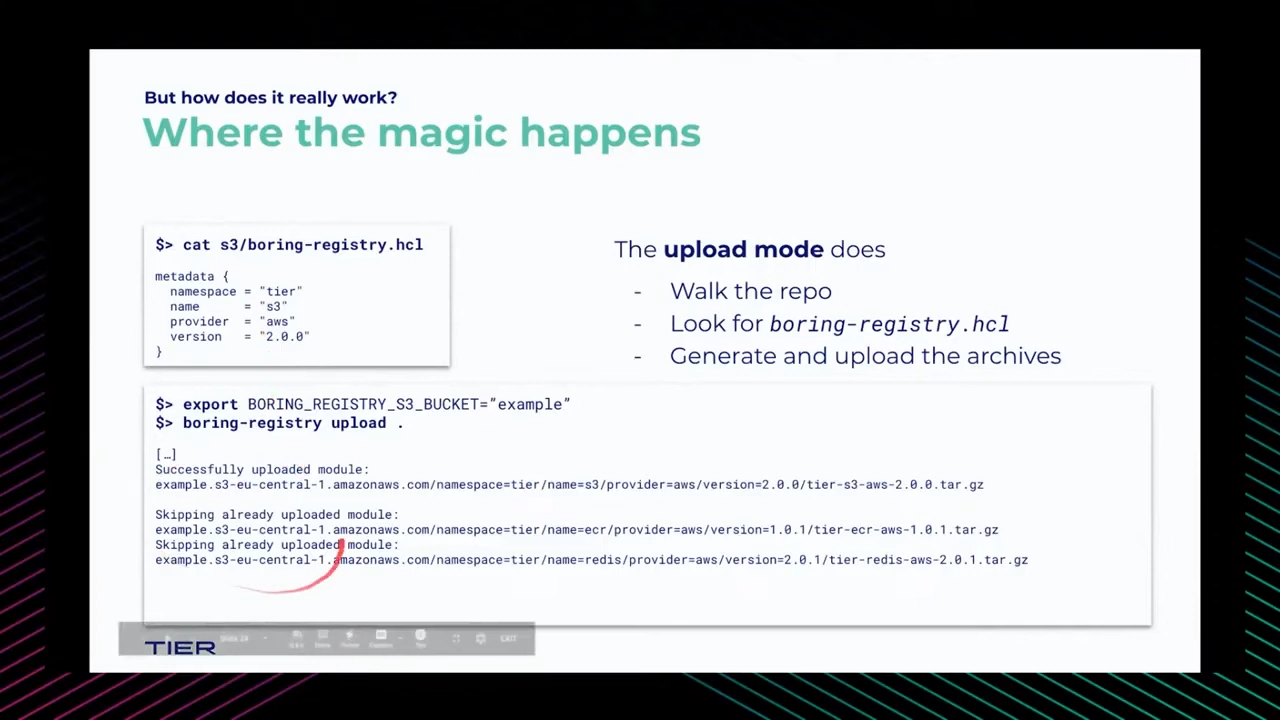 But how does it really work?
Where the magic happens
$> cat s3/boring-registry.hcl
metadata {
namespace = "tier"
name = "s3"
provider = "aws"
version = "2.0.0"
}
The upload mode does
- Walk the repo
- Look for boring-registry.hcl
- Generate and upload the archives
$> export BORING_REGISTRY_S3_BUCKET="example"
$> boring-registry upload .
[…]
Successfully uploaded module:
example.s3-eu-central-1.amazonaws.com/namespace=tier/name=s3/provider=aws/version=2.0.0/tier-s3-aws-2.0.0.tar.gz
Skipping already uploaded module:
example.s3-eu-central-1.amazonaws.com/namespace=tier/name=ecr/provider=aws/version=1.0.1/tier-ecr-aws-1.0.1.tar.gz
Skipping already uploaded module:
example.s3-eu-central-1.amazonaws.com/namespace=tier/name=redis/provider=aws/version=2.0.1/tier-redis-aws-2.0.1.tar.gz
Slide 24
EXIT
TIER